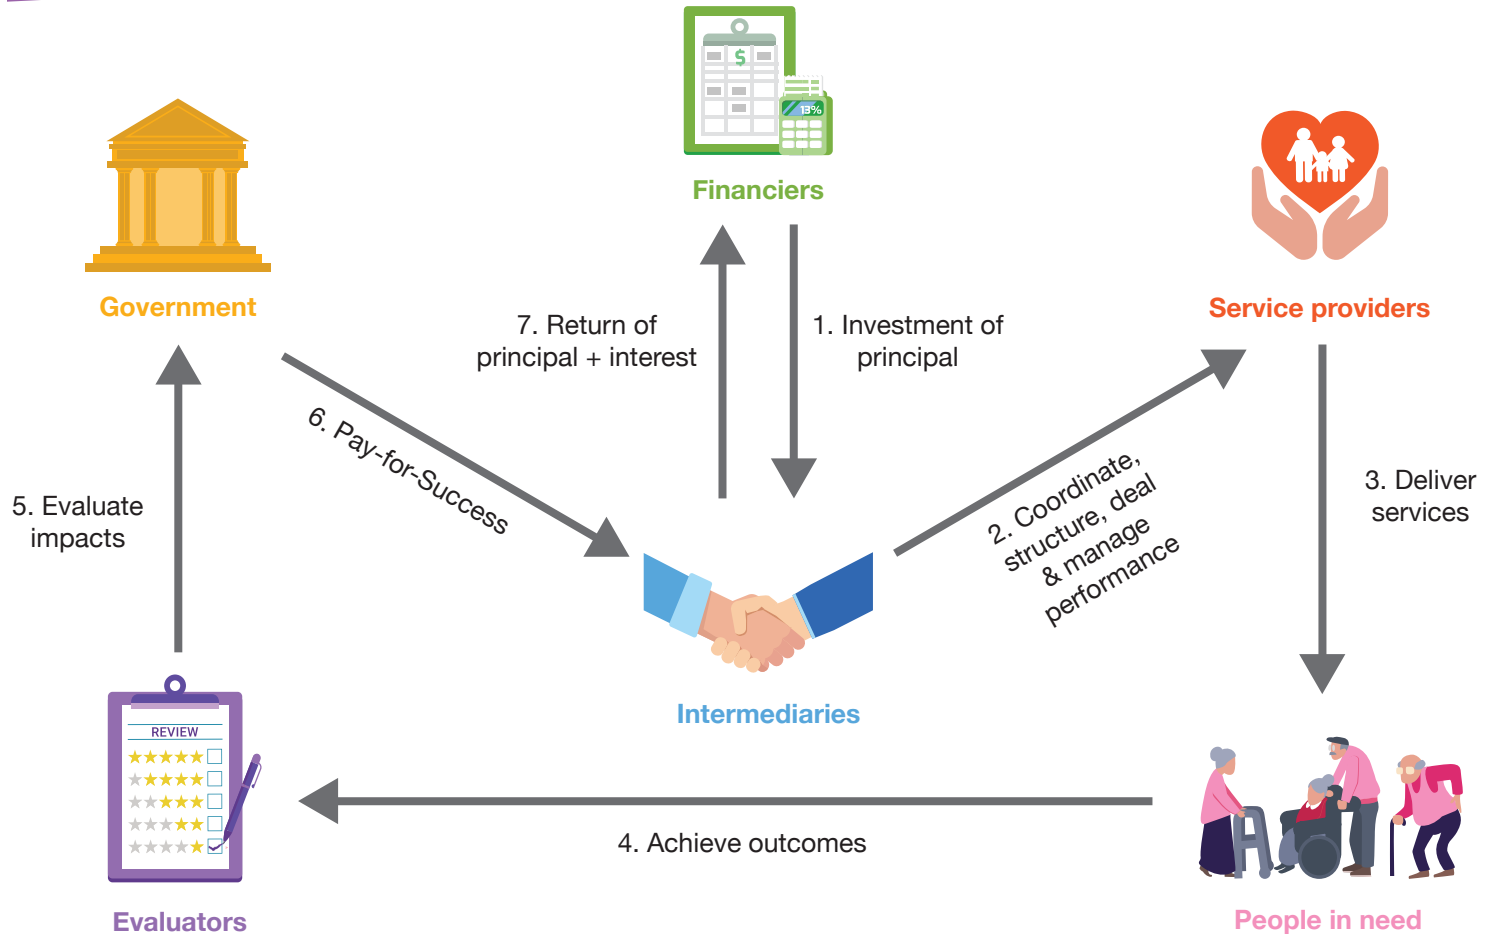 $
13%
Financiers
Government
Service providers
7. Return of
principal + interest
1. Investment of
principal
6. Pay-for-Success
2. Coordinate,
structure, deal
& manage
performance
3. Deliver
services
5. Evaluate
impacts
Intermediaries
REVIEW
4. Achieve outcomes
Evaluators
People in need